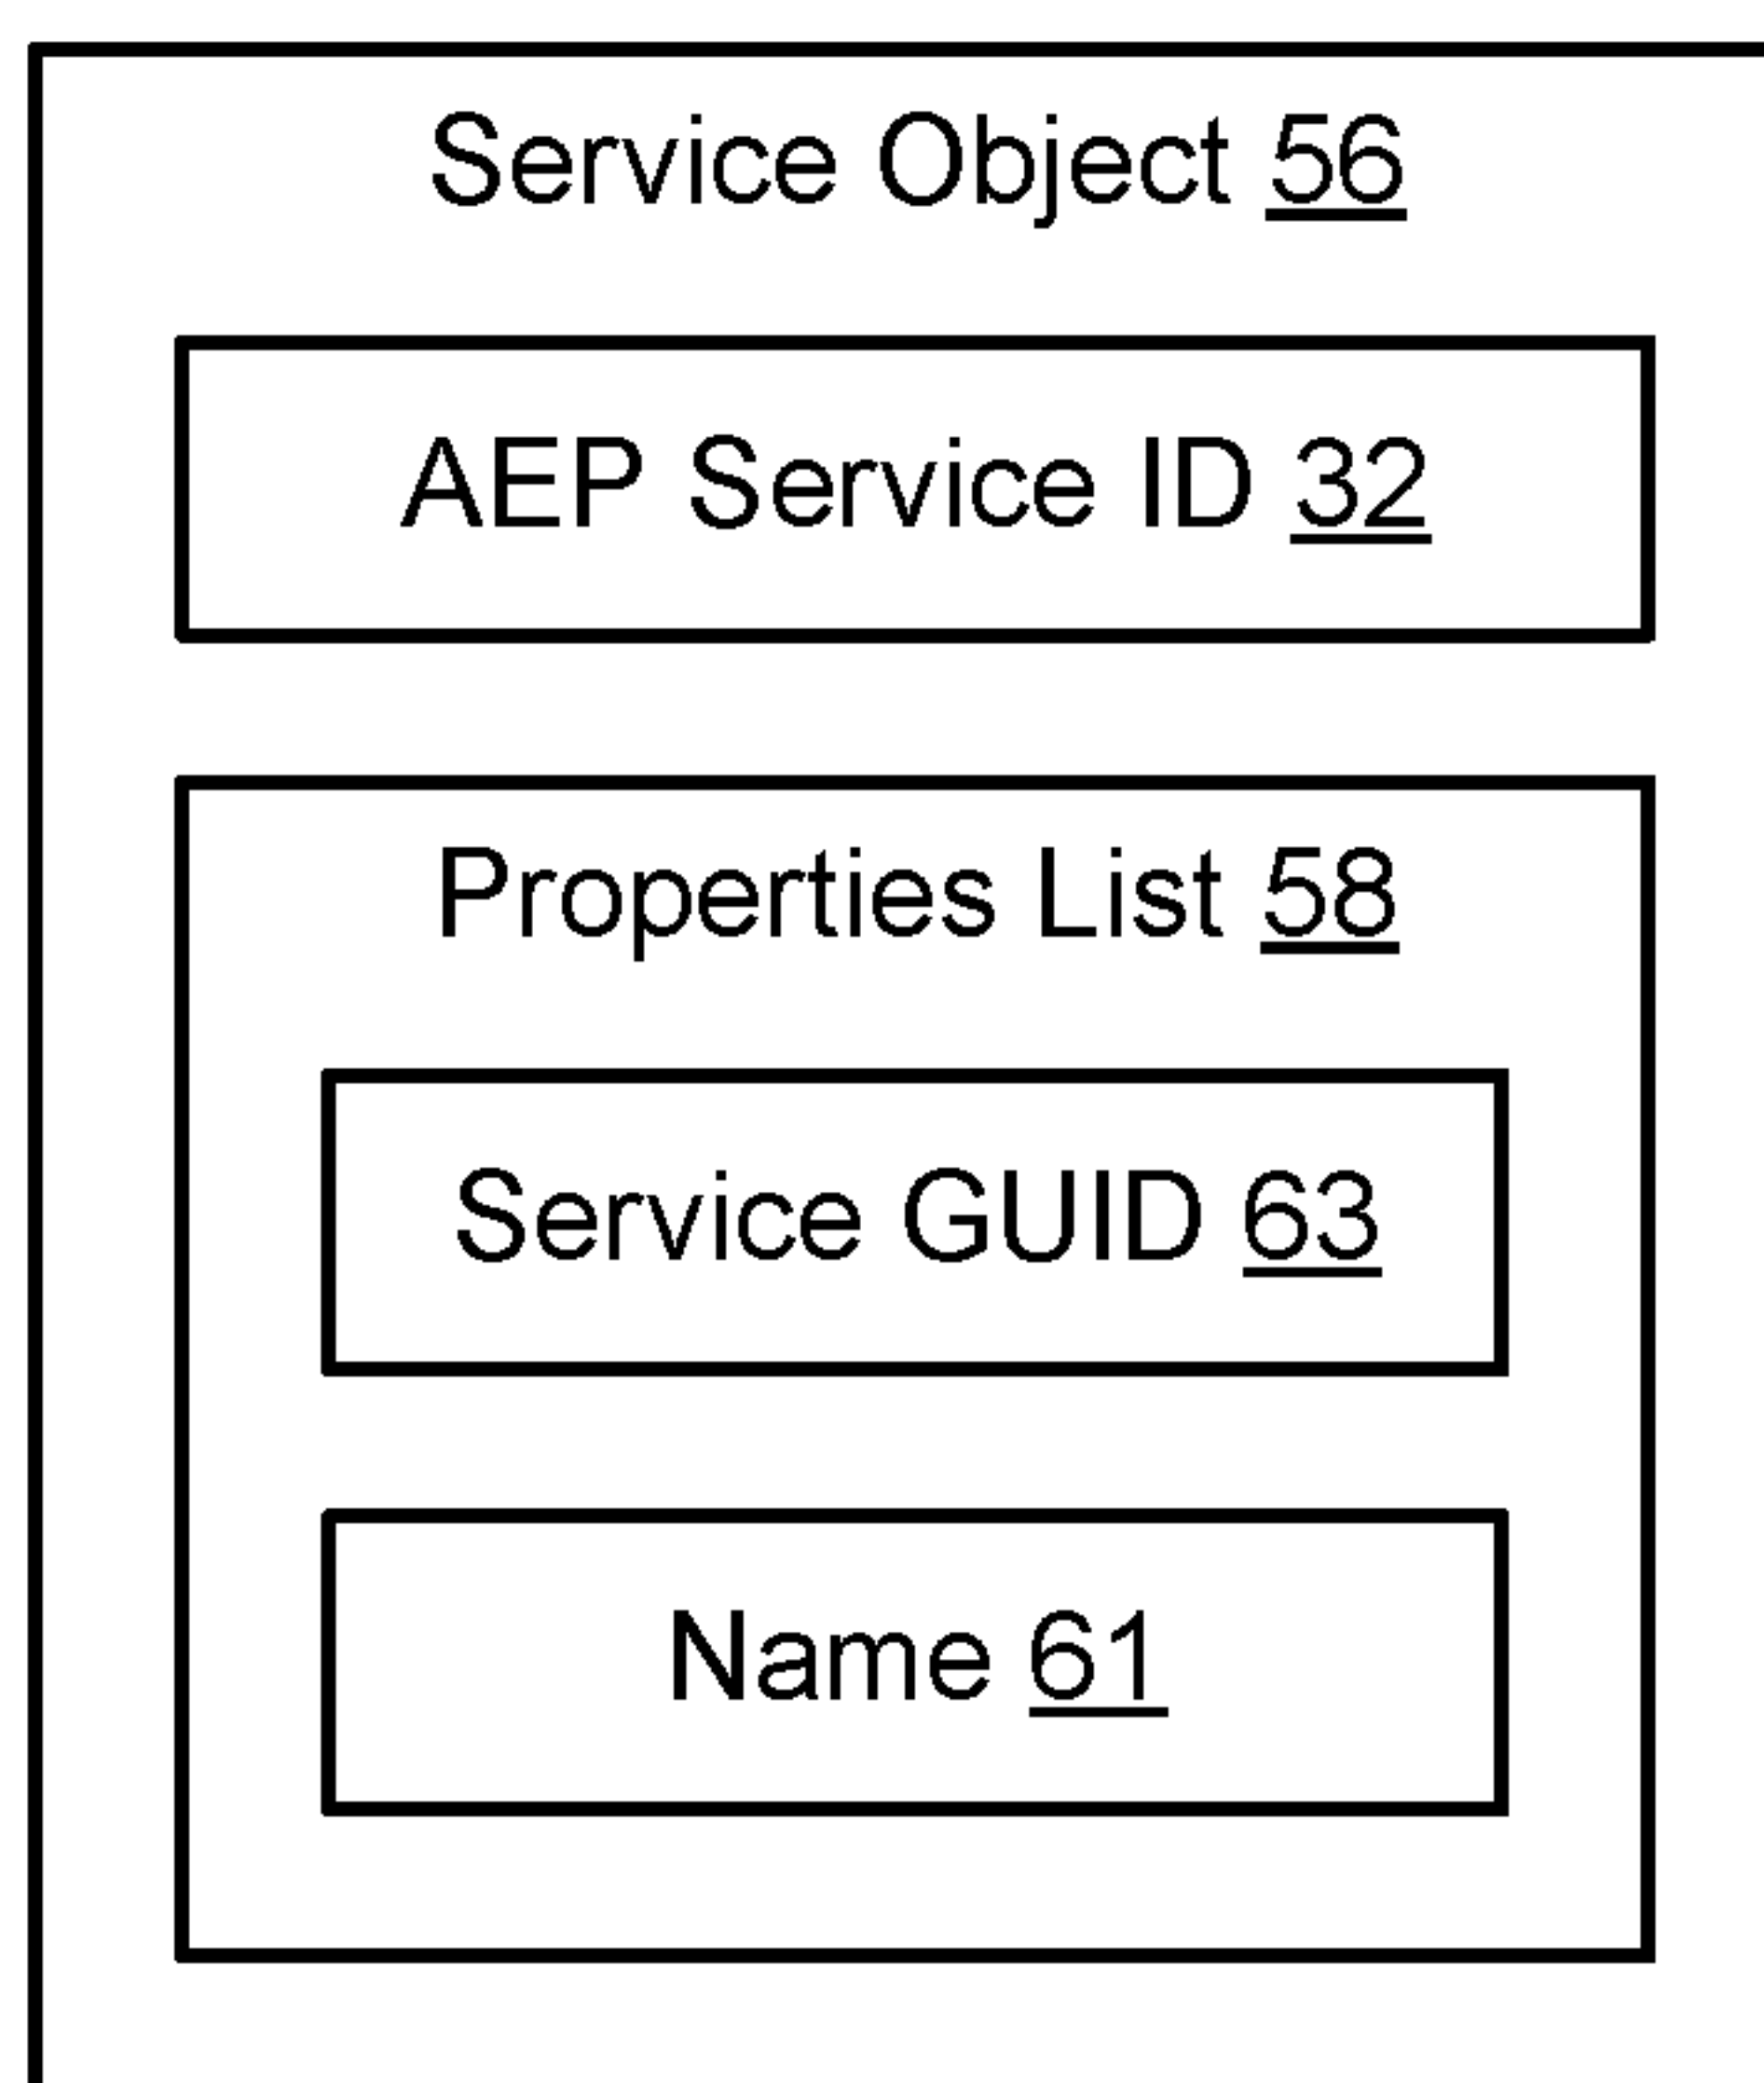 Service Object 56
AEP Service ID 32
Properties List 58
Service GUID 63
Name 61